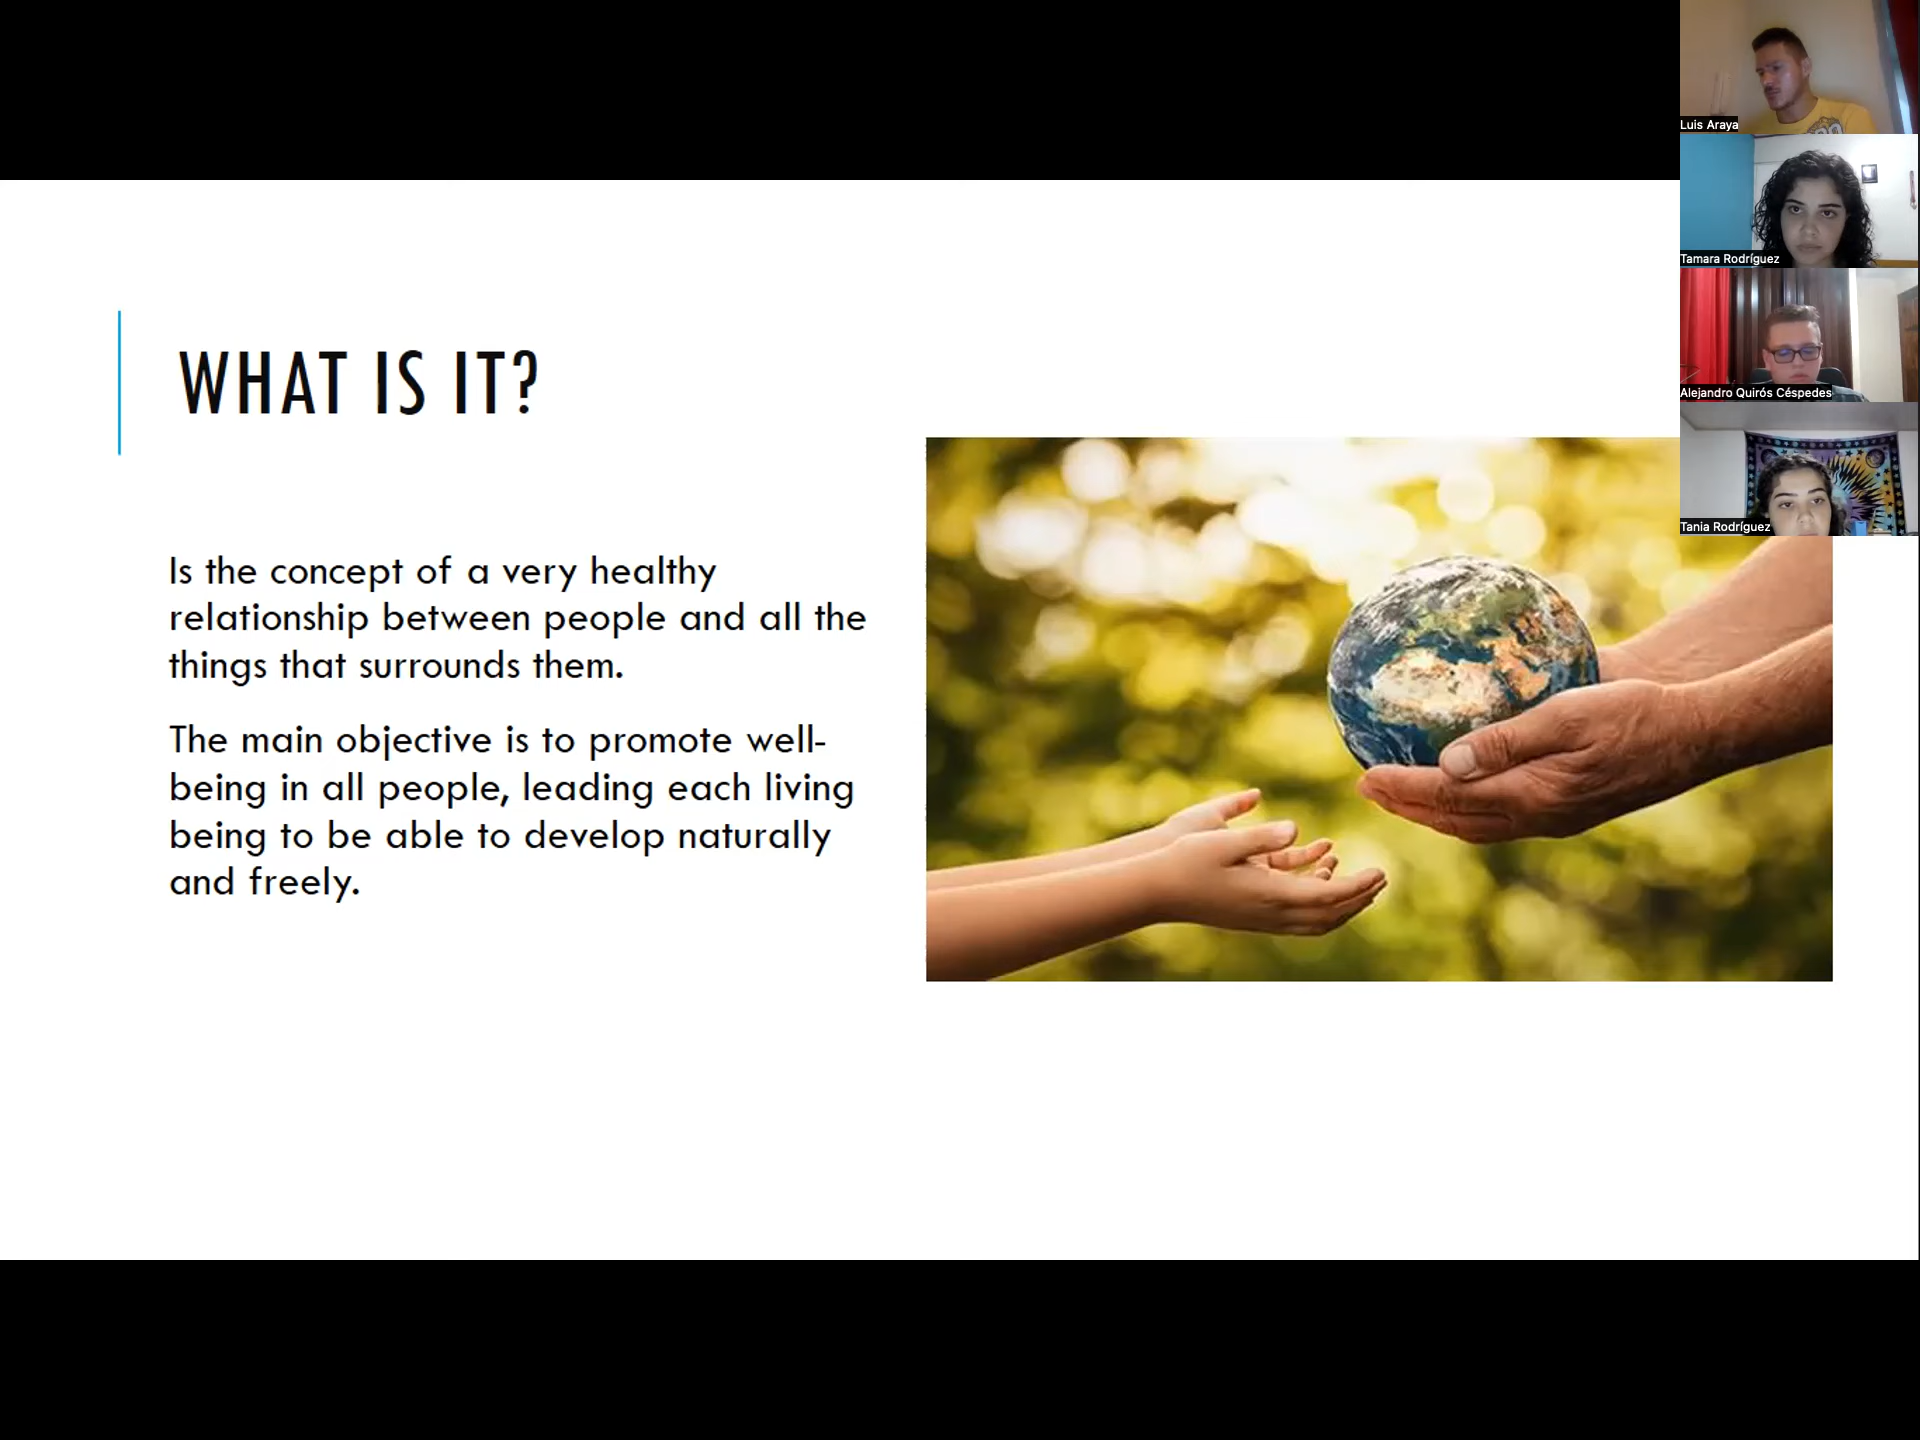 WHAT IS IT?
Is the concept of a very healthy
relationship between people and all the
things that surrounds them.
The main objective is to promote well-
being in all people, leading each living
being to be able to develop naturally
and freely.
Luis Araya
Tamara Rodríguez
Alejandro Quirós Céspedes
Tania Rodríguez